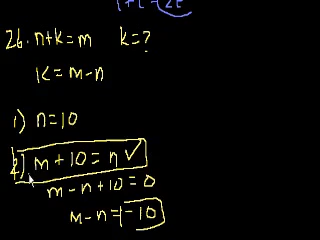 26. n+k=m k=?
k=m-n
1) n=10
2) m+10=n ✓
m-n+10=0
m-n=-10